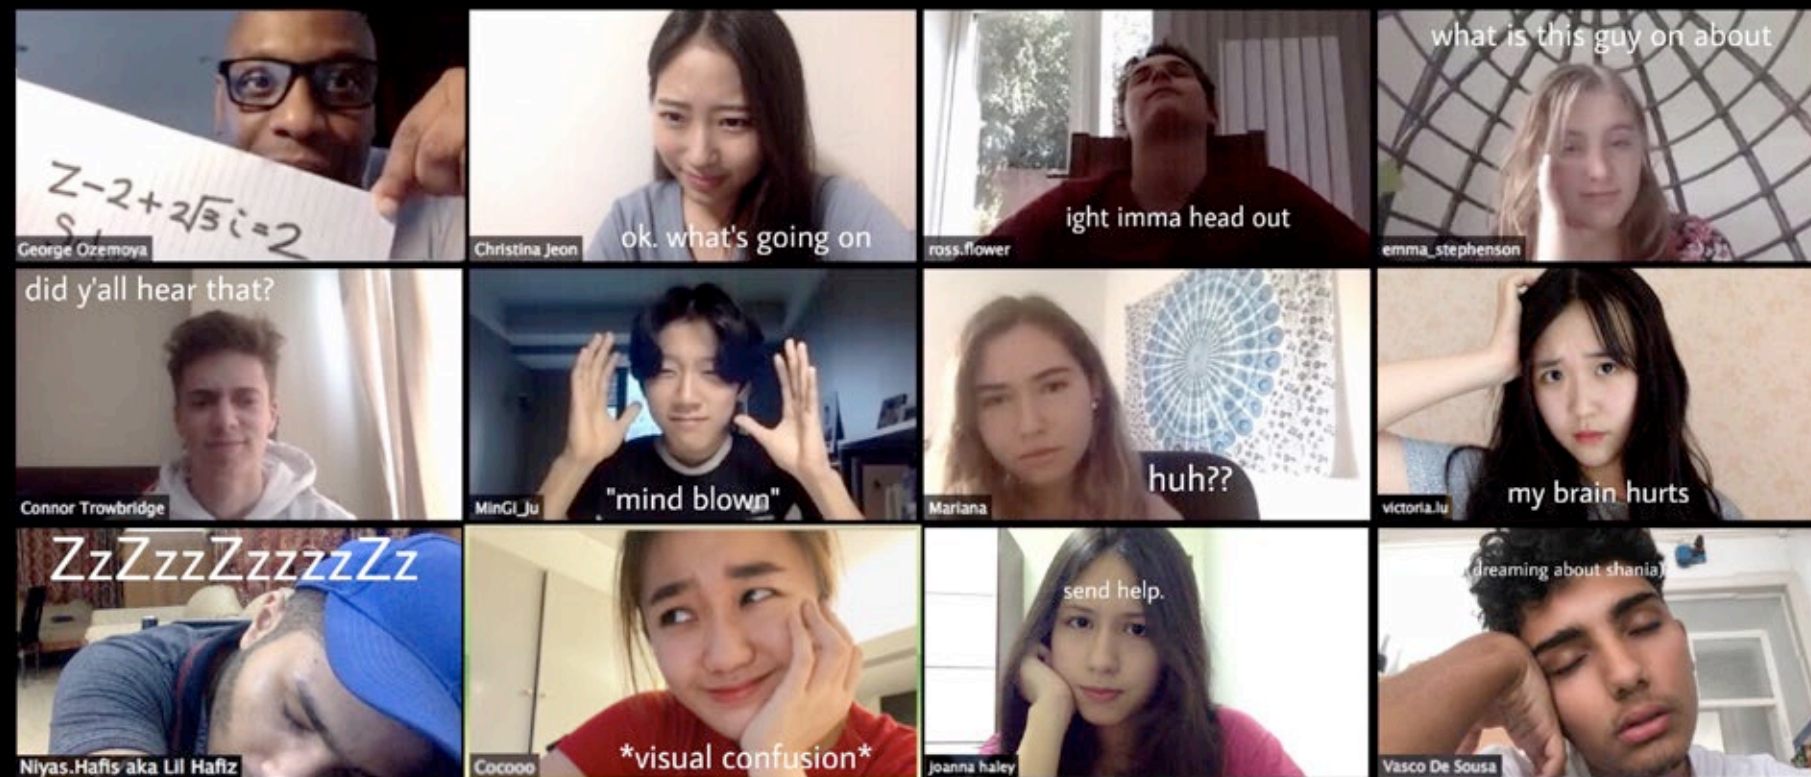 what is this guy on about
Z-2+2√3i=2
George Ozemoya
ok. what's going on
Christina Jeon
ight imma head out
ross.flower
emma_stephenson
did y'all hear that?
Connor Trowbridge
"mind blown"
MinGi_Ju
huh??
Mariana
my brain hurts
victoria.lu
ZzZzzZzzzzZz
Niyas.Hafis aka Lil Hafiz
*visual confusion*
Cocooo
send help.
joanna haley
(dreaming about shania)
Vasco De Sousa